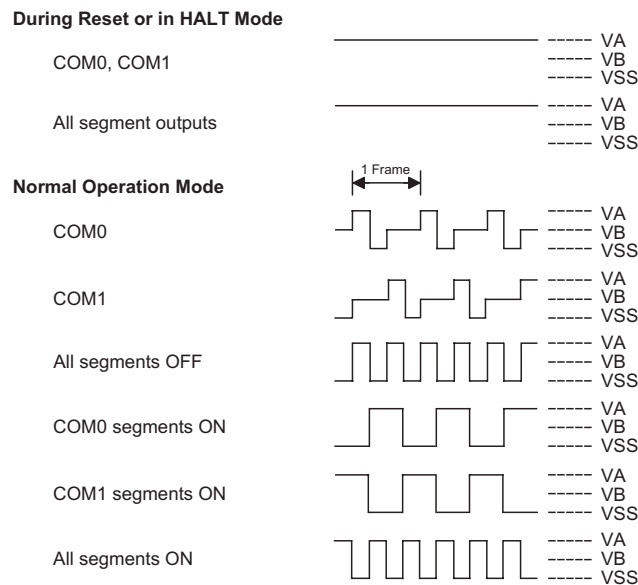 During Reset or in HALT Mode
COM0, COM1
VA
VB
VSS
All segment outputs
VA
VB
VSS
Normal Operation Mode
1 Frame
COM0
VA
VB
VSS
COM1
VA
VB
VSS
All segments OFF
VA
VB
VSS
COM0 segments ON
VA
VB
VSS
COM1 segments ON
VA
VB
VSS
All segments ON
VA
VB
VSS